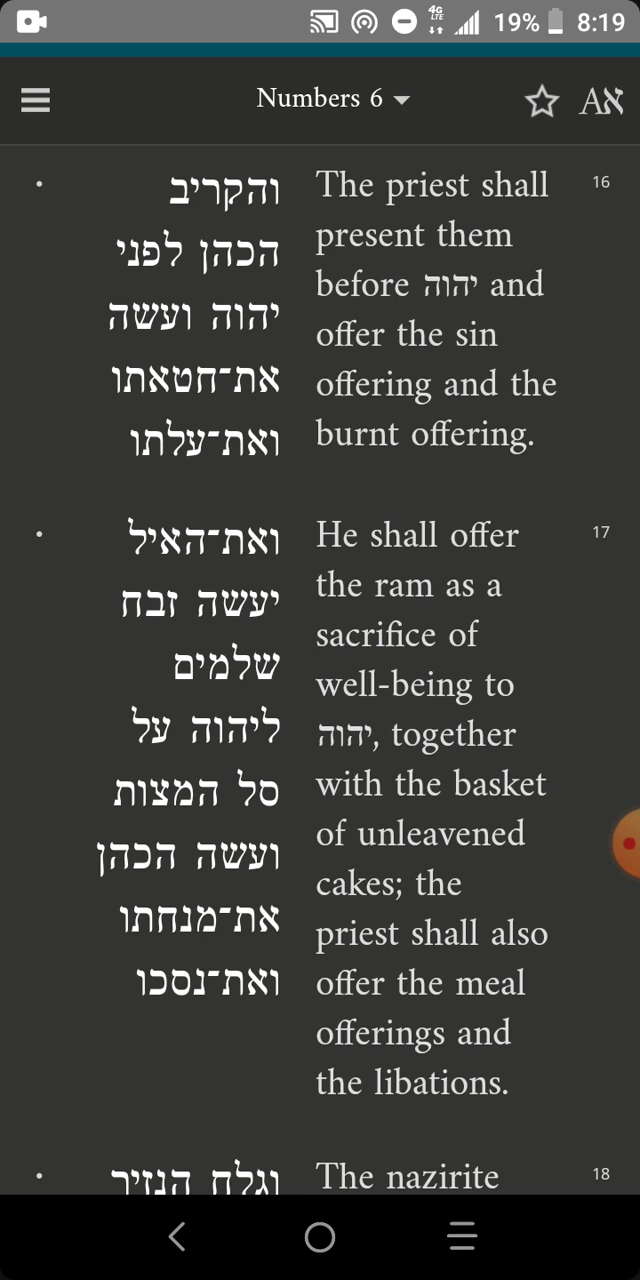 4G
LTE
19%
8:19
Numbers 6
Aא
והקריב
הכהן לפני
יהוה ועשה
את־חטאתו
ואת־עלתו
The priest shall
present them
before יהוה and
offer the sin
offering and the
burnt offering.
16
ואת־האיל
יעשה זבח
שלמים
ליהוה על
סל המצות
ועשה הכהן
את־מנחתו
ואת־נסכו
He shall offer
the ram as a
sacrifice of
well-being to
יהוה, together
with the basket
of unleavened
cakes; the
priest shall also
offer the meal
offerings and
the libations.
17
וגלח הנזיר
The nazirite
18